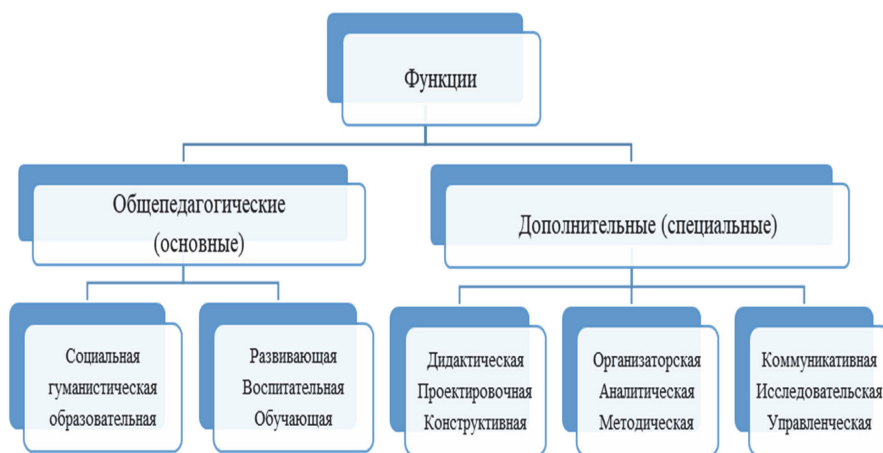 Функции
Общепедагогические
(основные)
Дополнительные (специальные)
Социальная
гуманистическая
образовательная
Развивающая
Воспитательная
Обучающая
Дидактическая
Проектировочная
Конструктивная
Организаторская
Аналитическая
Методическая
Коммуникативная
Исследовательская
Управленческая